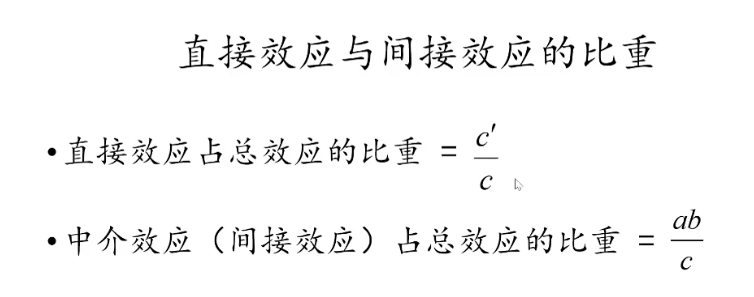 直接效应与间接效应的比重
•直接效应占总效应的比重 = c′/c
•中介效应（间接效应）占总效应的比重 = ab/c